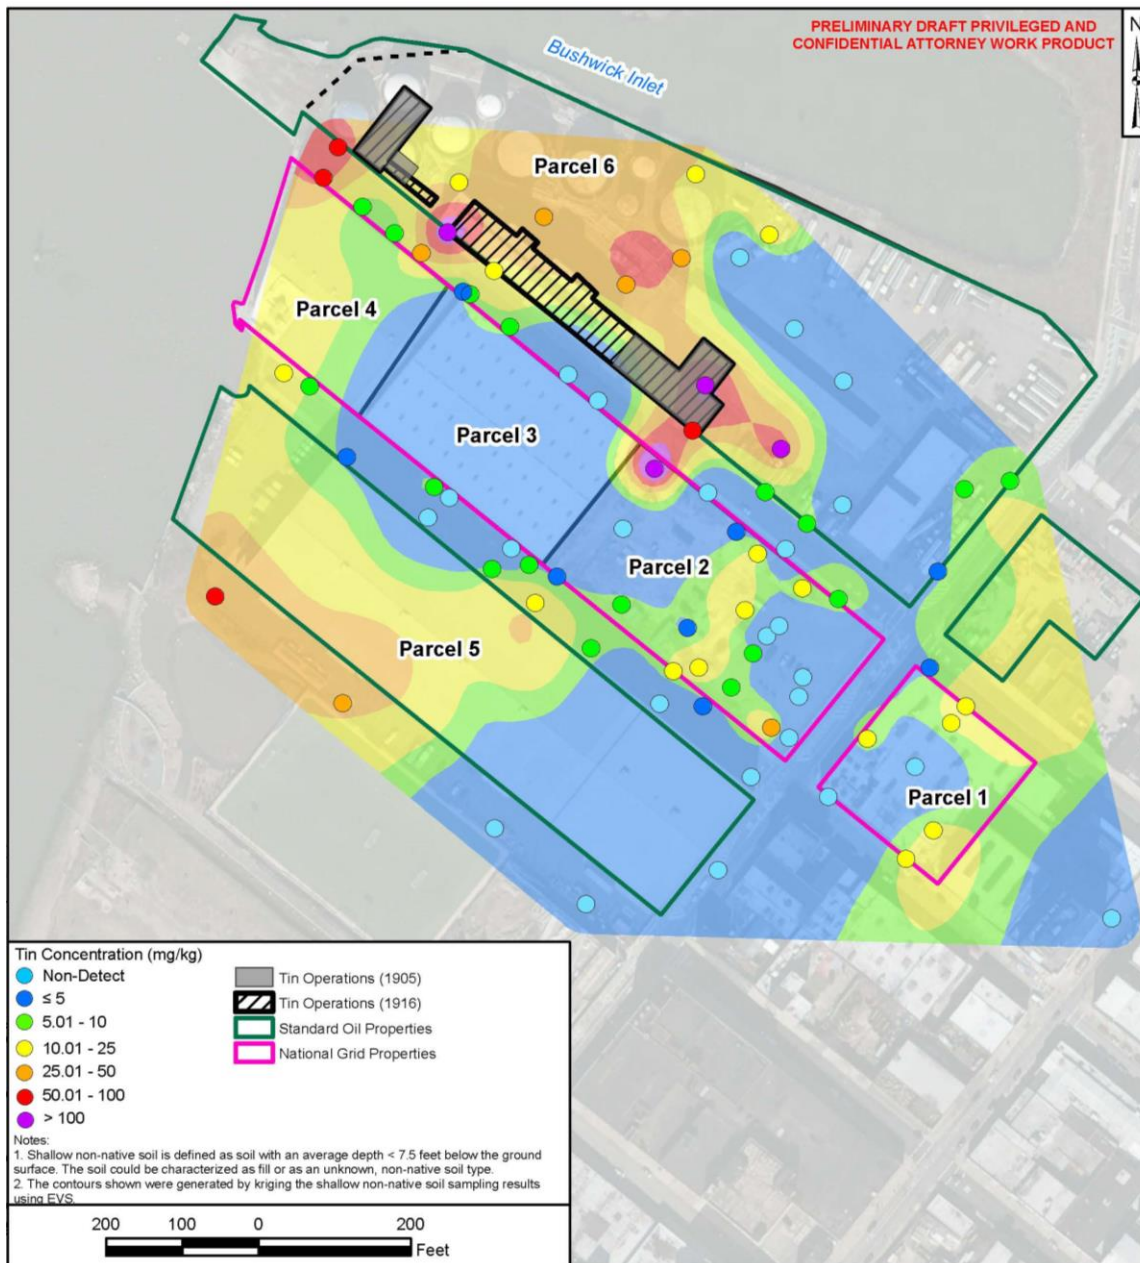 PRELIMINARY DRAFT PRIVILEGED AND
CONFIDENTIAL ATTORNEY WORK PRODUCT
N
Bushwick Inlet
Parcel 6
Parcel 4
Parcel 3
Parcel 2
Parcel 5
Parcel 1
Tin Concentration (mg/kg)
Non-Detect
≤ 5
5.01 - 10
10.01 - 25
25.01 - 50
50.01 - 100
> 100
Tin Operations (1905)
Tin Operations (1916)
Standard Oil Properties
National Grid Properties
Notes:
1. Shallow non-native soil is defined as soil with an average depth < 7.5 feet below the ground
surface. The soil could be characterized as fill or as an unknown, non-native soil type.
2. The contours shown were generated by kriging the shallow non-native soil sampling results
using EVS.
200 100 0 200
Feet